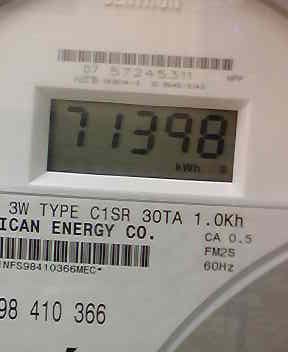 07 57245311
71398
kWh
3W TYPE C1SR 30TA 1.0Kh
ICAN ENERGY CO.
CA 0.5
FM2S
60Hz
NFS98410366MEC*
98 410 366